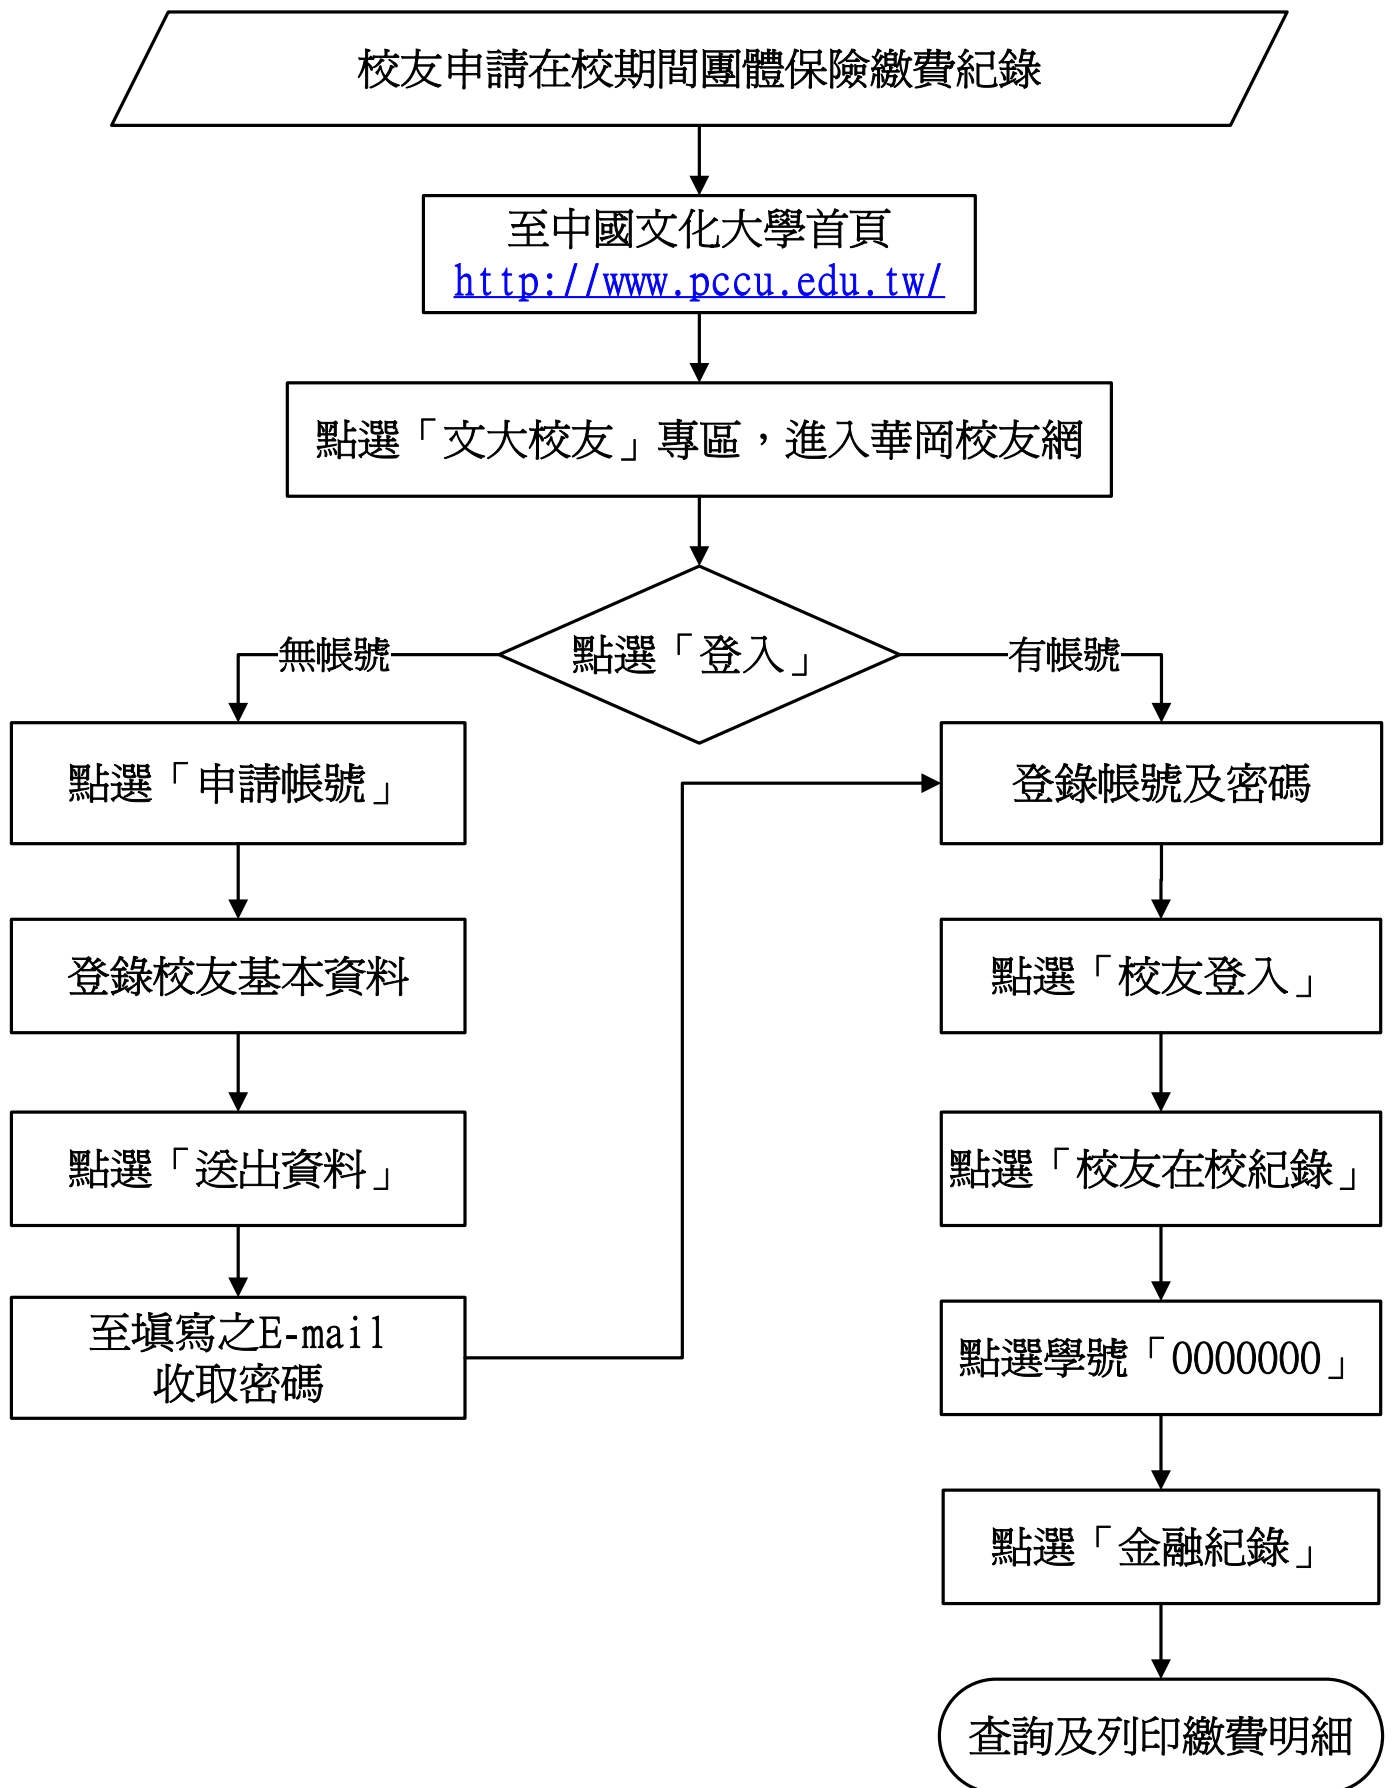 校友申請在校期間團體保險繳費紀錄
至中國文化大學首頁
http://www.pccu.edu.tw/
點選「文大校友」專區，進入華岡校友網
點選「登入」
無帳號
有帳號
點選「申請帳號」
登錄校友基本資料
點選「送出資料」
至填寫之E-mail
收取密碼
登錄帳號及密碼
點選「校友登入」
點選「校友在校紀錄」
點選學號「0000000」
點選「金融紀錄」
查詢及列印繳費明細